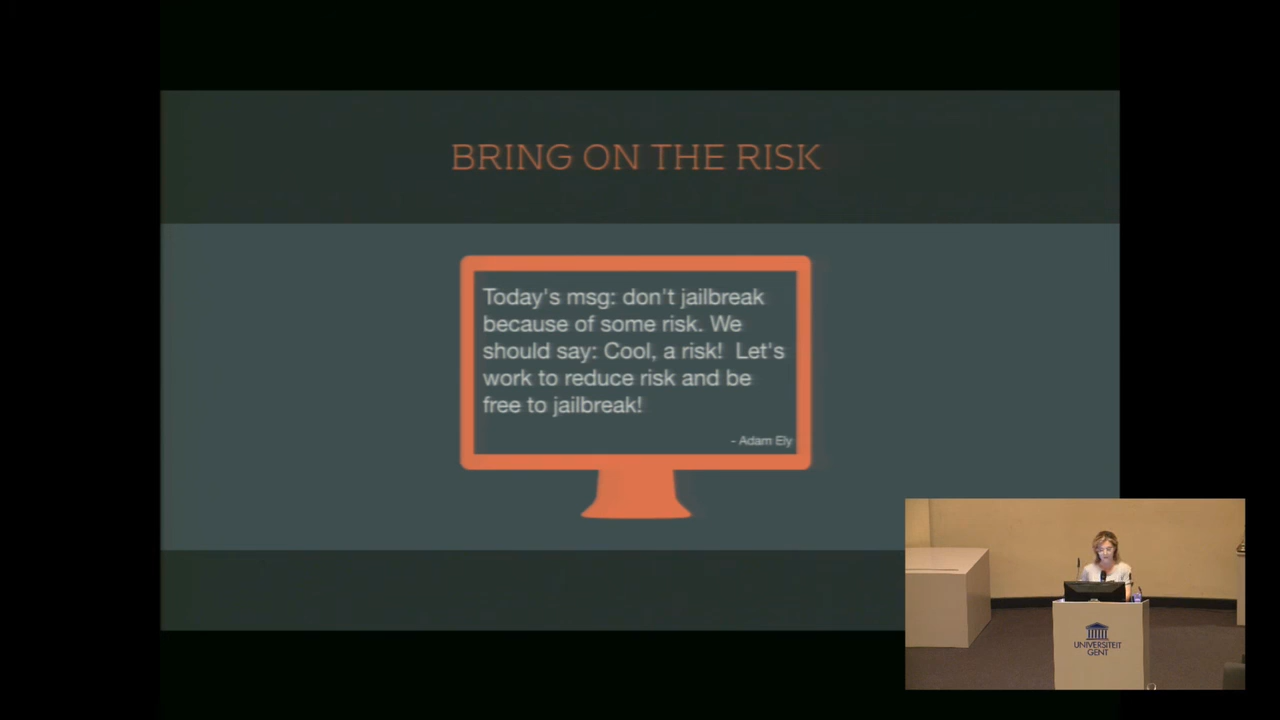 BRING ON THE RISK
Today's msg: don't jailbreak
because of some risk. We
should say: Cool, a risk!  Let's
work to reduce risk and be
free to jailbreak!
- Adam Ely
UNIVERSITEIT
GENT